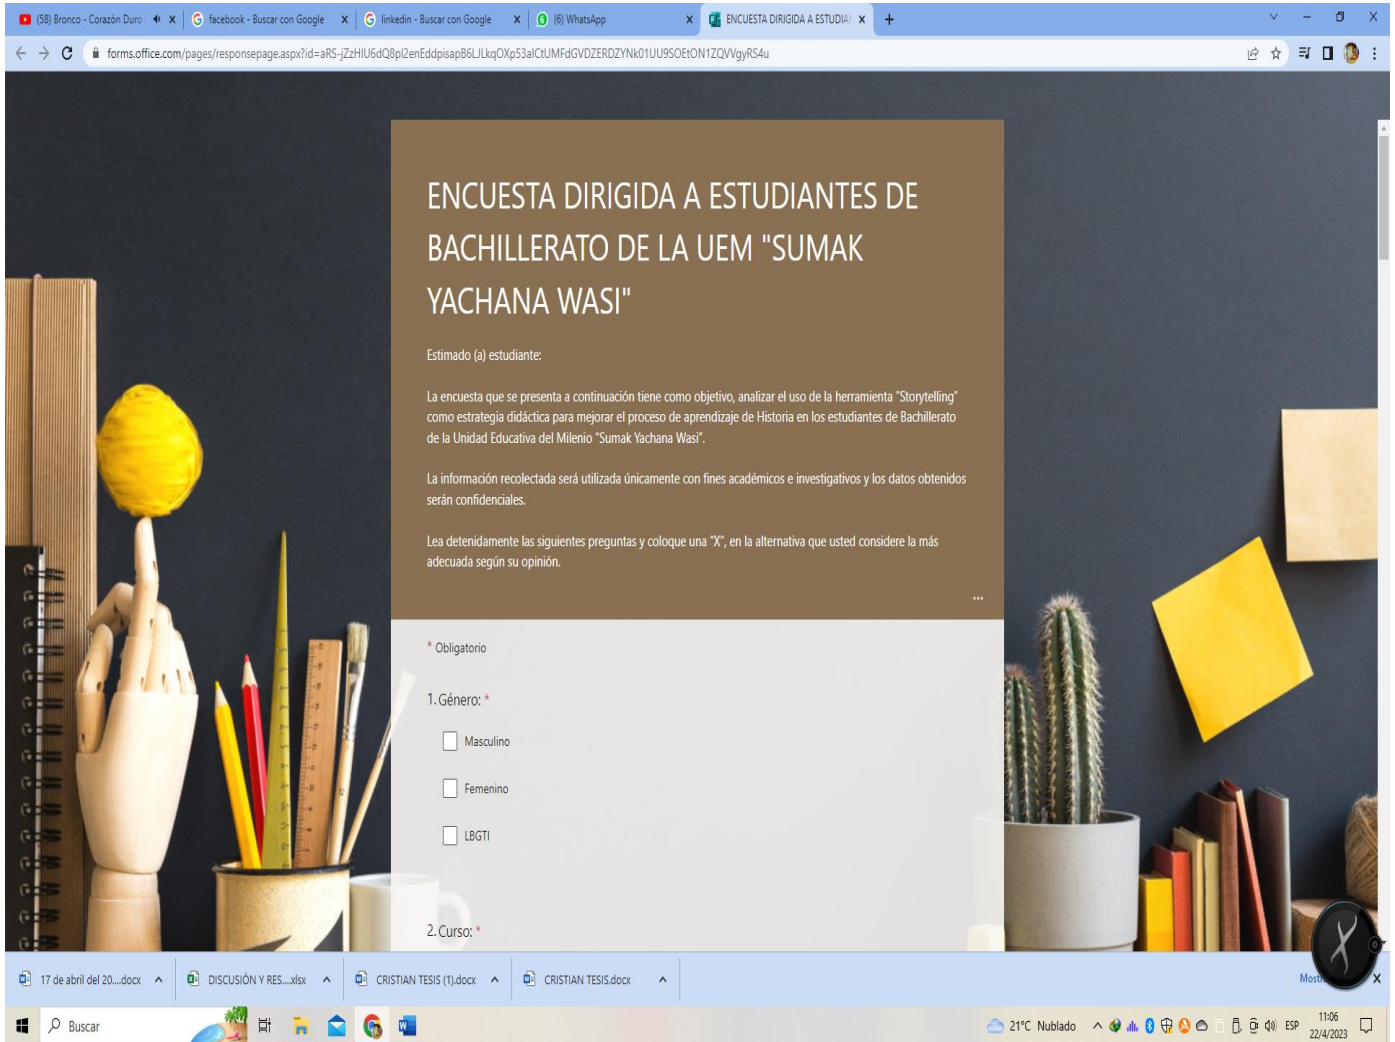 (58) Bronco - Corazón Duro
facebook - Buscar con Google
linkedin - Buscar con Google
(6) WhatsApp
ENCUESTA DIRIGIDA A ESTUDIA
forms.office.com/pages/responsepage.aspx?id=aRS-jZzHIU6dQ8pl2enEddpisapB6LJLkqOXp53aICtUMFdGVDZERDZYNk01UU9SOEtON1ZQVVgyRS4u
ENCUESTA DIRIGIDA A ESTUDIANTES DE
BACHILLERATO DE LA UEM "SUMAK
YACHANA WASI"
Estimado (a) estudiante:
La encuesta que se presenta a continuación tiene como objetivo, analizar el uso de la herramienta "Storytelling"
como estrategia didáctica para mejorar el proceso de aprendizaje de Historia en los estudiantes de Bachillerato
de la Unidad Educativa del Milenio "Sumak Yachana Wasi".
La información recolectada será utilizada únicamente con fines académicos e investigativos y los datos obtenidos
serán confidenciales.
Lea detenidamente las siguientes preguntas y coloque una "X", en la alternativa que usted considere la más
adecuada según su opinión.
...
* Obligatorio
1. Género: *
Masculino
Femenino
LBGTI
2. Curso: *
17 de abril del 20....docx
DISCUSIÓN Y RES....xlsx
CRISTIAN TESIS (1).docx
CRISTIAN TESIS.docx
Buscar
21°C Nublado
ESP
11:06
22/4/2023